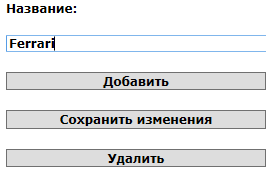 Название:
Ferrari
Добавить
Сохранить изменения
Удалить